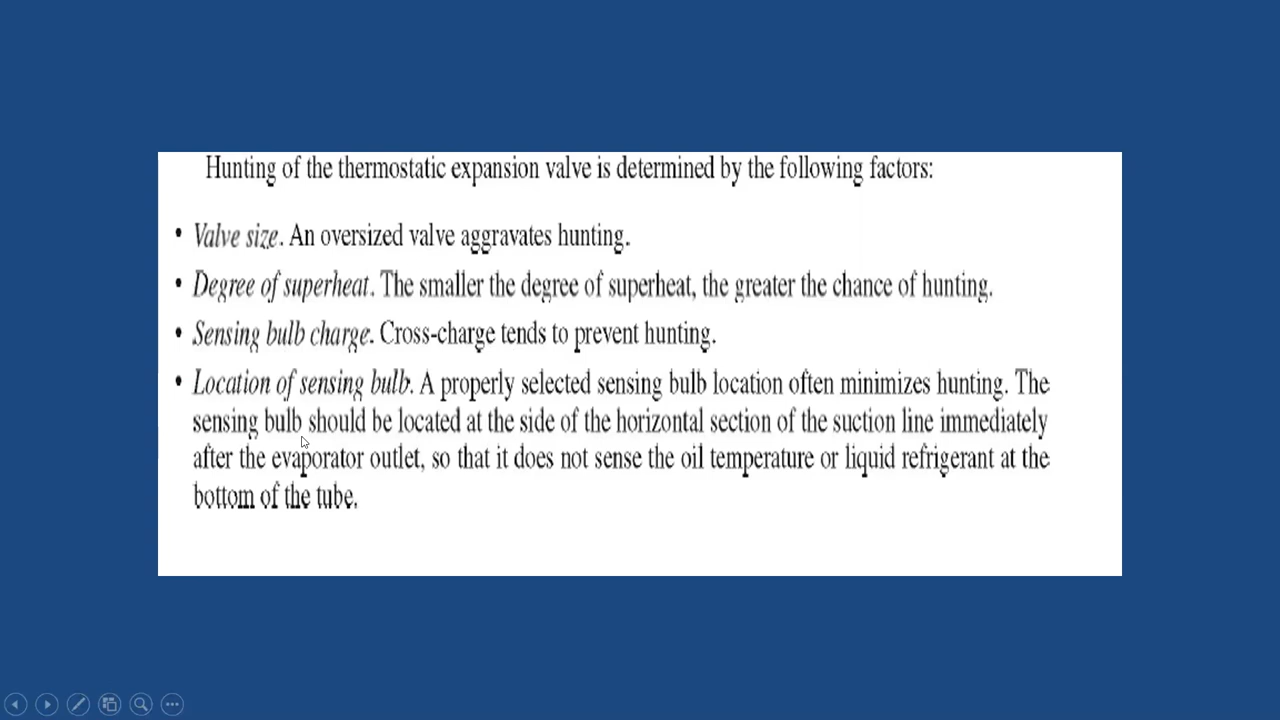 Hunting of the thermostatic expansion valve is determined by the following factors:
• Valve size. An oversized valve aggravates hunting.
• Degree of superheat. The smaller the degree of superheat, the greater the chance of hunting.
• Sensing bulb charge. Cross-charge tends to prevent hunting.
• Location of sensing bulb. A properly selected sensing bulb location often minimizes hunting. The
sensing bulb should be located at the side of the horizontal section of the suction line immediately
after the evaporator outlet, so that it does not sense the oil temperature or liquid refrigerant at the
bottom of the tube.